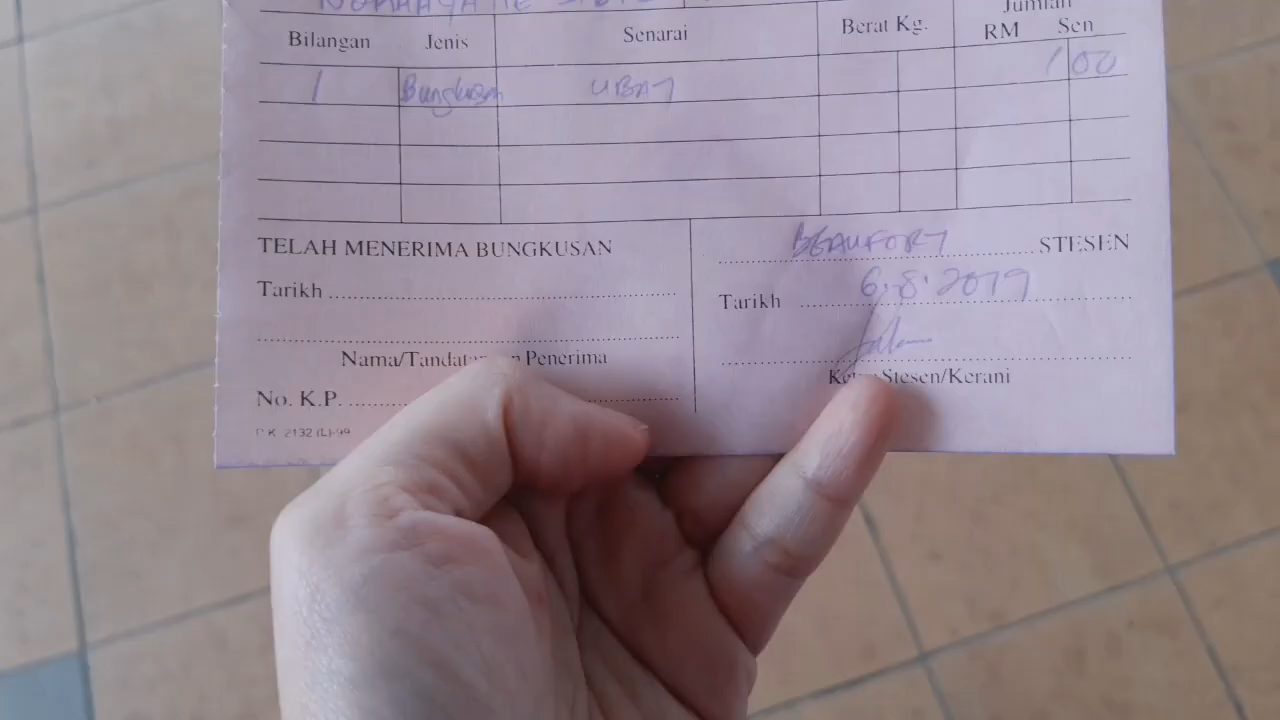 Jumlah
Bilangan Jenis Senarai Berat Kg. RM Sen
1 Bungkusan UBAT 1 00
TELAH MENERIMA BUNGKUSAN
BEAUFORT STESEN
Tarikh
Tarikh 6.8.2019
Nama/Tandatangan Penerima
Ketua Stesen/Kerani
No. K.P.
P.K. 2132 (L)-99